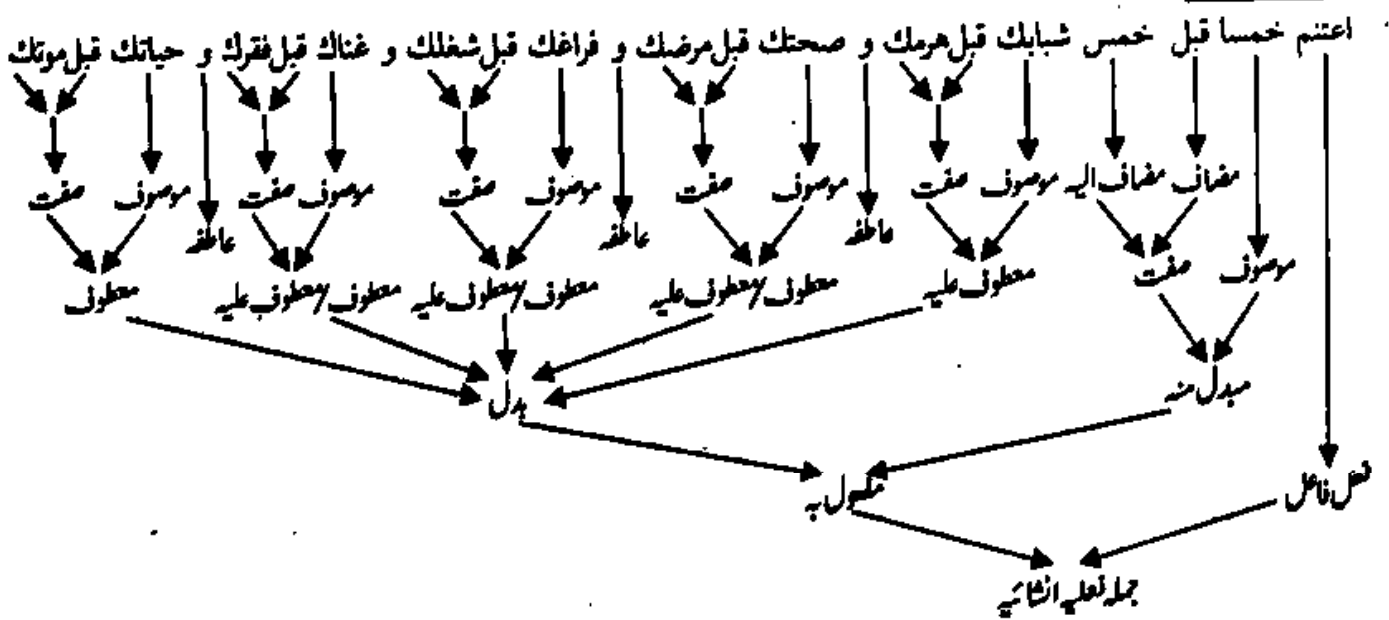 اعتنم خمسا قبل خمس شبابك قبل هرمك و صحتك قبل مرضك و فراغك قبل شغلك و غناك قبل فقرك و حياتك قبل موتك
مضاف مضاف الیہ موصوف صفت موصوف صفت موصوف صفت موصوف صفت موصوف صفت
عاطفہ عاطفہ عاطفہ
موصوف صفت معطوف علیہ معطوف/معطوف علیہ معطوف/معطوف علیہ معطوف/معطوف علیہ معطوف
مبدل منہ بدل
فعل فاعل مفعول بہ
جملہ فعلیہ انشائیہ